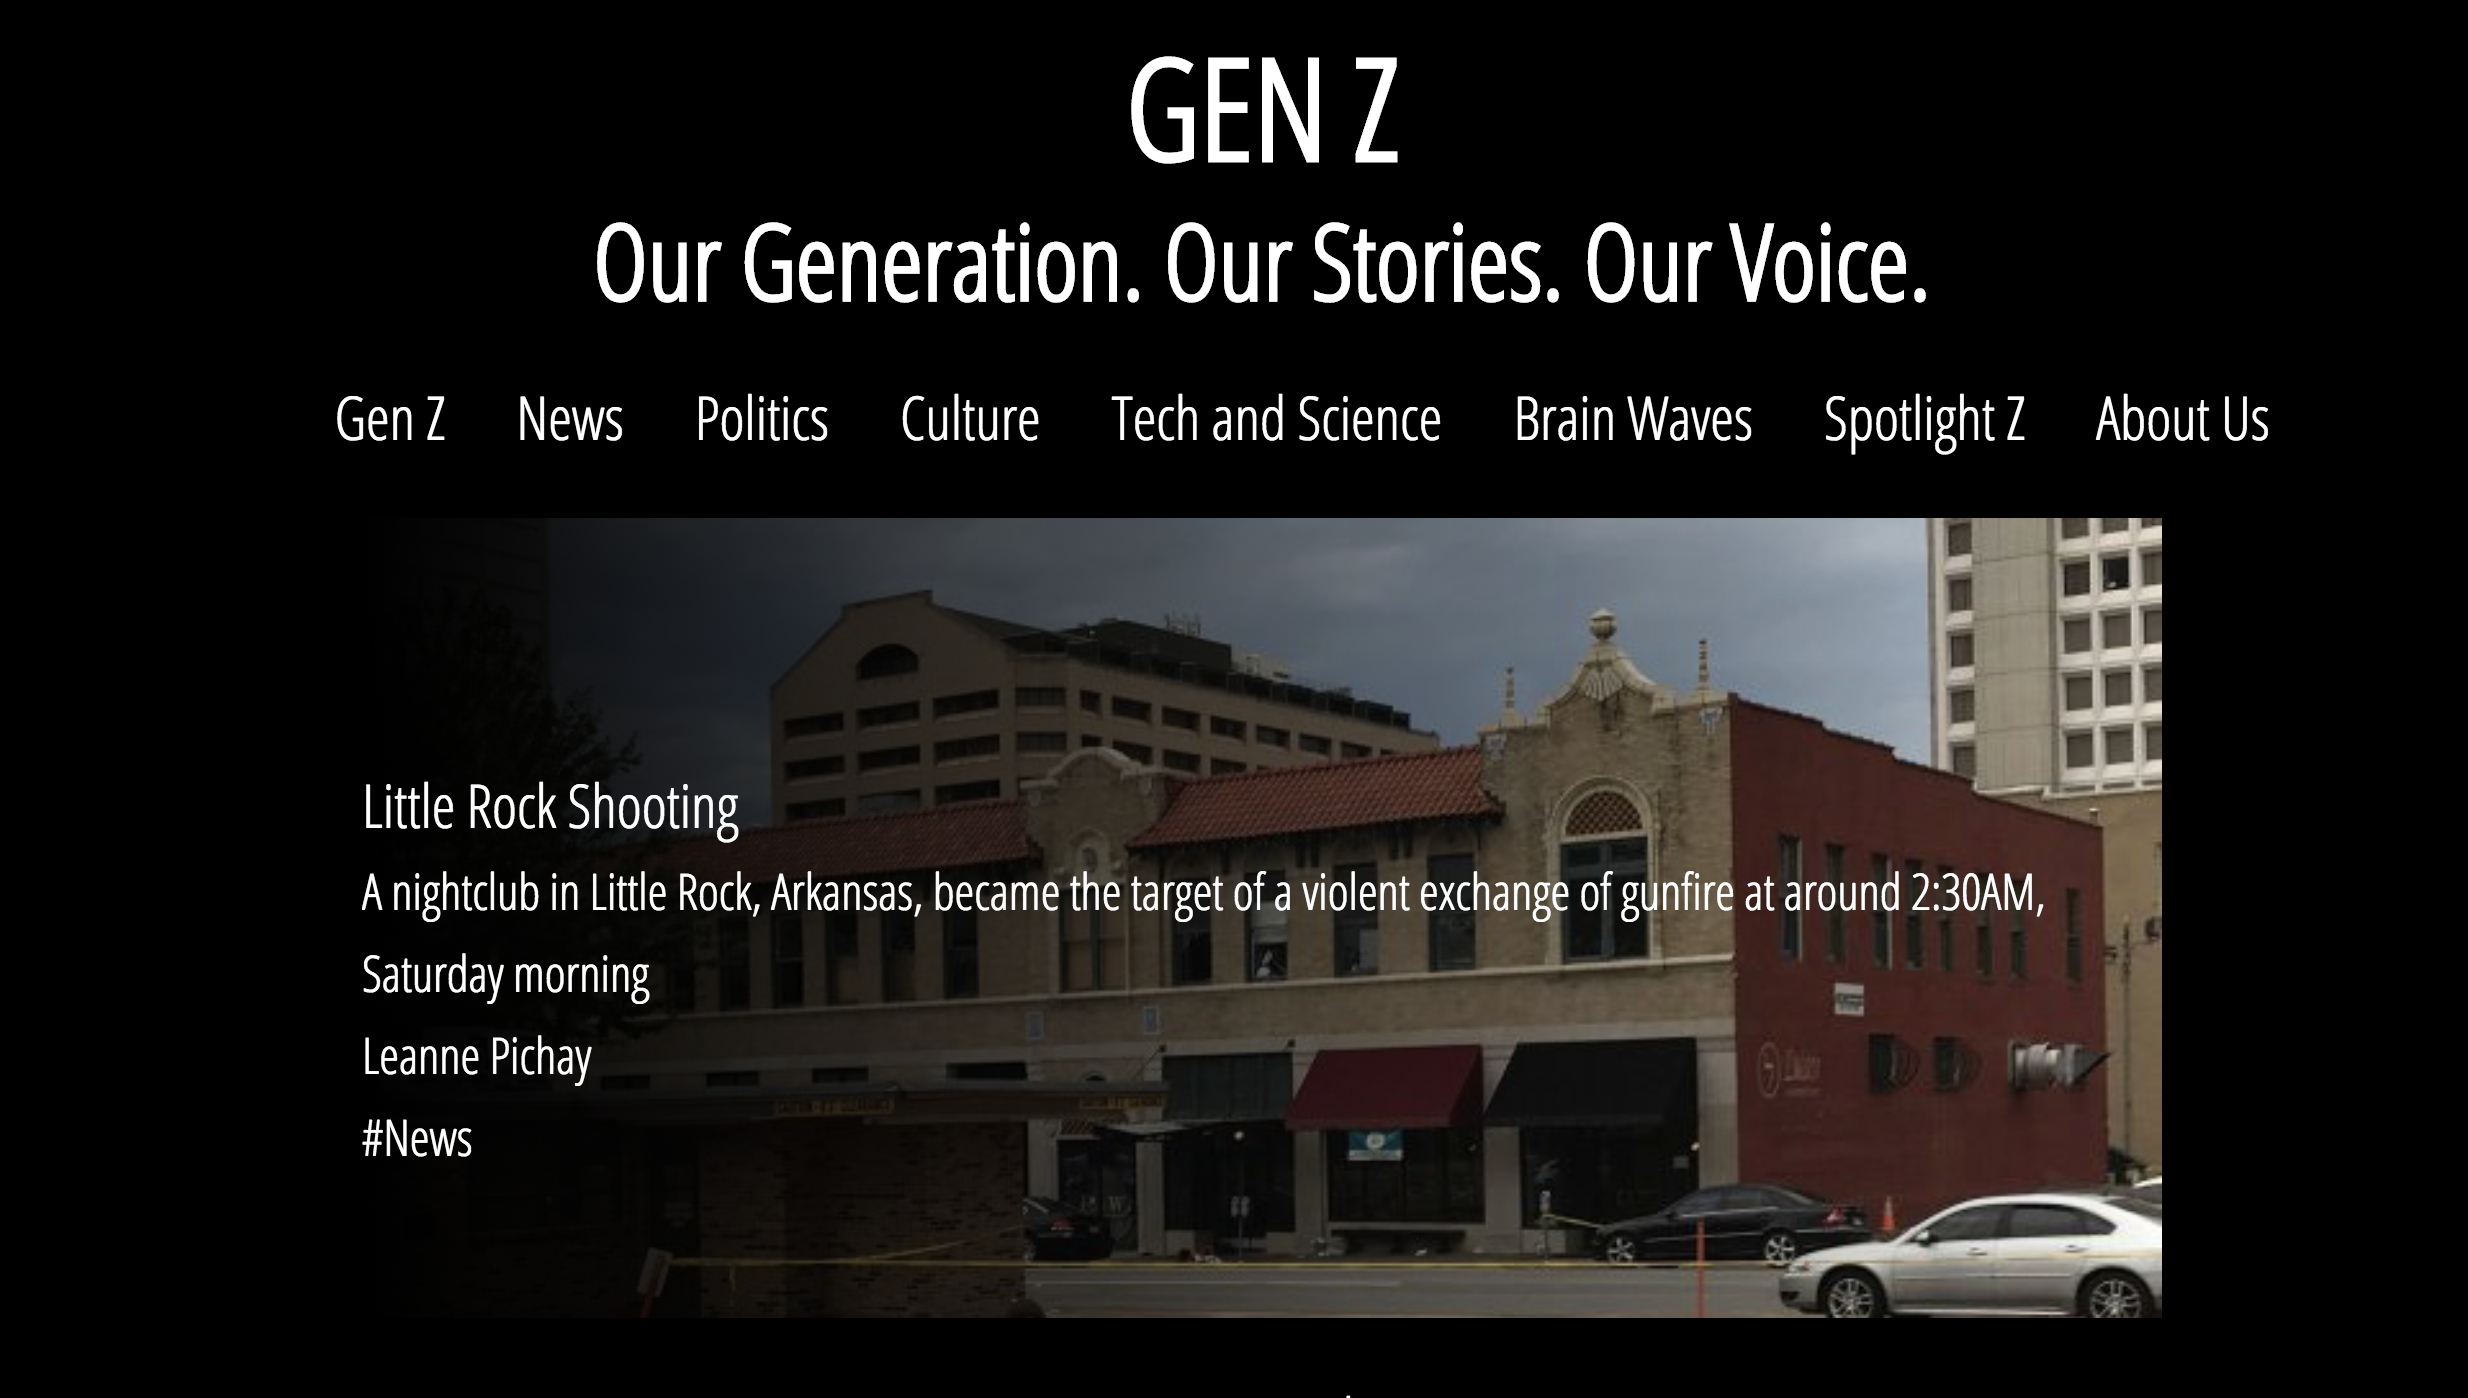 GEN Z
Our Generation. Our Stories. Our Voice.
Gen Z News Politics Culture Tech and Science Brain Waves Spotlight Z About Us
Little Rock Shooting
A nightclub in Little Rock, Arkansas, became the target of a violent exchange of gunfire at around 2:30AM,
Saturday morning
Leanne Pichay
#News